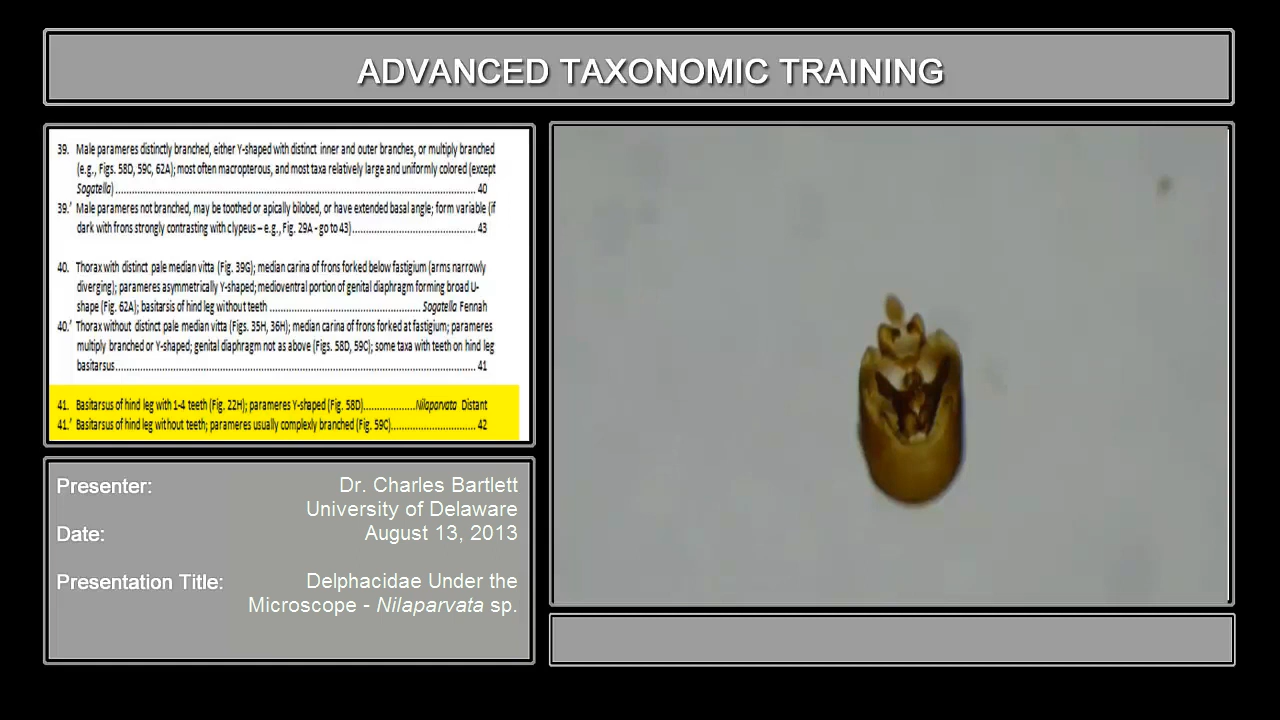 ADVANCED TAXONOMIC TRAINING
39. Male parameres distinctly branched, either Y-shaped with distinct inner and outer branches, or multiply branched
(e.g., Figs. 58D, 59C, 62A); most often macropterous, and most taxa relatively large and uniformly colored (except
Sogatella) .......... 40
39.' Male parameres not branched, may be toothed or apically bilobed, or have extended basal angle; form variable (if
dark with frons strongly contrasting with clypeus – e.g., Fig. 29A - go to 43) .......... 43
40. Thorax with distinct pale median vitta (Fig. 39G); median carina of frons forked below fastigium (arms narrowly
diverging); parameres asymmetrically Y-shaped; medioventral portion of genital diaphragm forming broad U-
shape (Fig. 62A); basitarsis of hind leg without teeth .......... Sogatella Fennah
40.' Thorax without distinct pale median vitta (Figs. 35H, 36H); median carina of frons forked at fastigium; parameres
multiply branched or Y-shaped; genital diaphragm not as above (Figs. 58D, 59C); some taxa with teeth on hind leg
basitarsus .......... 41
41. Basitarsus of hind leg with 1-4 teeth (Fig. 22H); parameres Y-shaped (Fig. 58D) .......... Nilaparvata Distant
41.' Basitarsus of hind leg without teeth; parameres usually complexly branched (Fig. 59C) .......... 42
Presenter: Dr. Charles Bartlett
University of Delaware
Date: August 13, 2013
Presentation Title: Delphacidae Under the
Microscope - Nilaparvata sp.